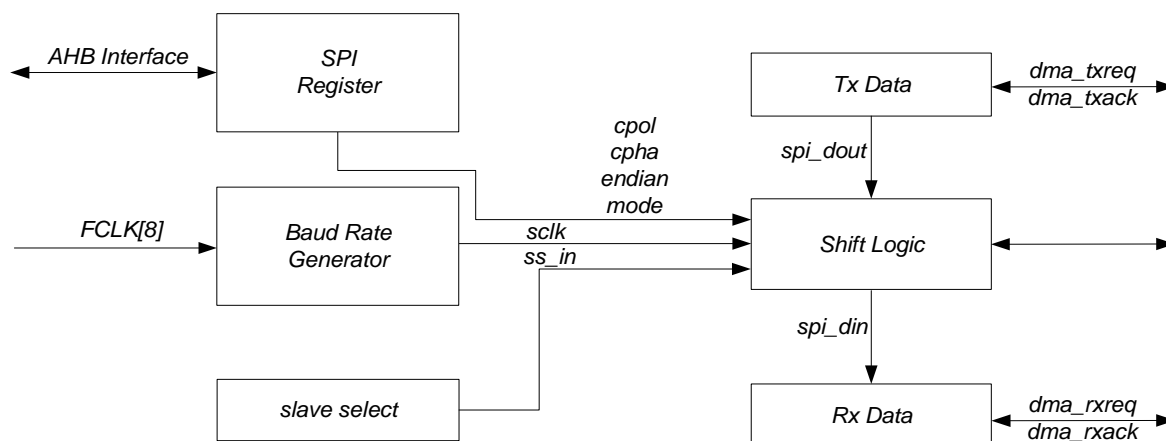 AHB Interface
SPI
Register
FCLK[8]
Baud Rate
Generator
slave select
cpol
cpha
endian
mode
sclk
ss_in
Tx Data
dma_txreq
dma_txack
spi_dout
Shift Logic
spi_din
Rx Data
dma_rxreq
dma_rxack